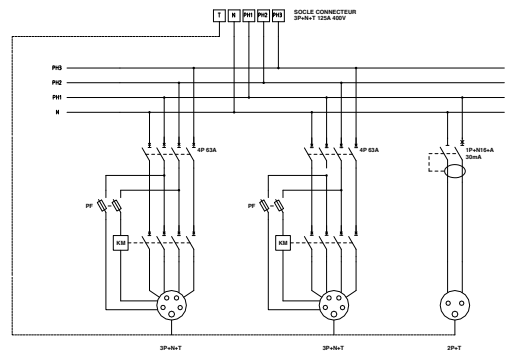 SOCLE CONNECTEUR
T N PH1 PH2 PH3
3P+N+T 125A 400V
PH3
PH2
PH1
N
4P 63A
4P 63A
1P+N16+A
30mA
PF
PF
KM
KM
3P+N+T
3P+N+T
2P+T